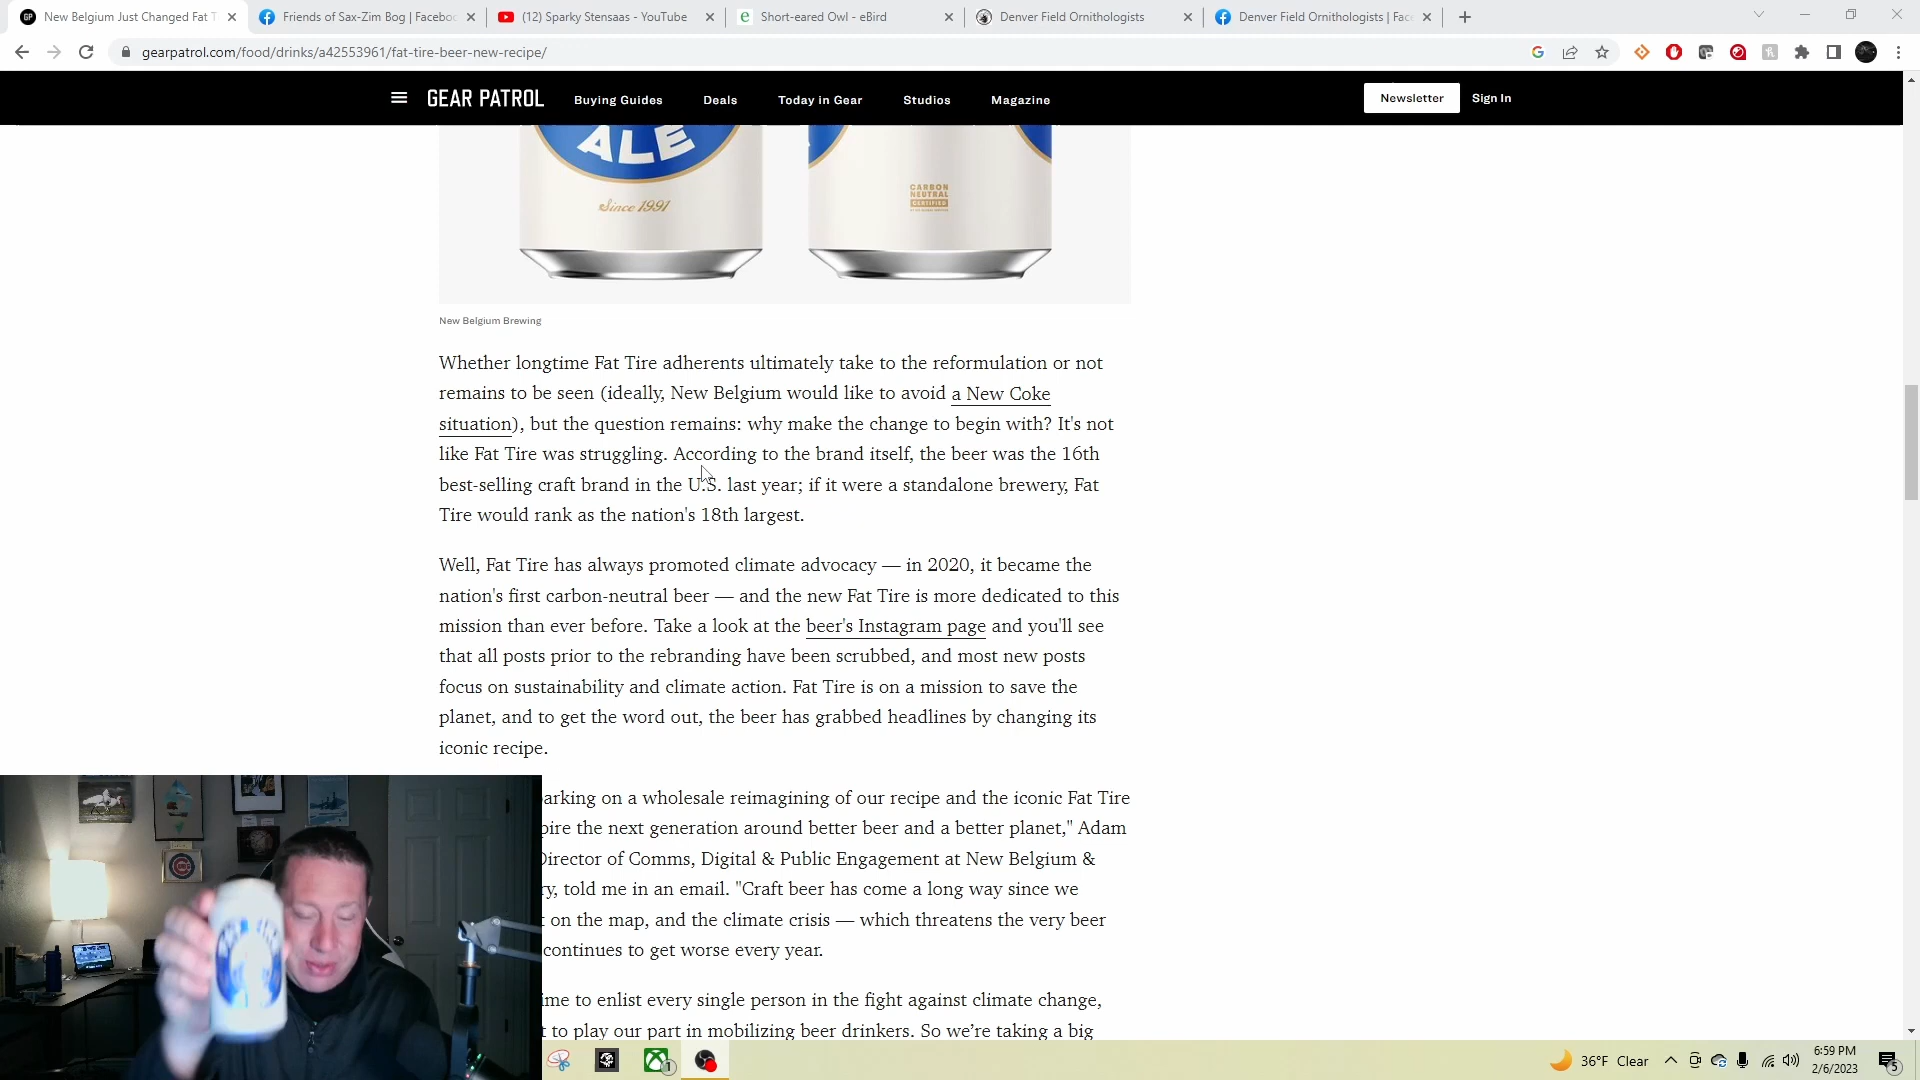 New Belgium Just Changed Fat T
Friends of Sax-Zim Bog | Faceboo
(12) Sparky Stensaas - YouTube
Short-eared Owl - eBird
Denver Field Ornithologists
Denver Field Ornithologists | Face
gearpatrol.com/food/drinks/a42553961/fat-tire-beer-new-recipe/
GEAR PATROL
Buying Guides
Deals
Today in Gear
Studios
Magazine
Newsletter
Sign In
ALE
Since 1991
CARBON
NEUTRAL
CERTIFIED
New Belgium Brewing
Whether longtime Fat Tire adherents ultimately take to the reformulation or not
remains to be seen (ideally, New Belgium would like to avoid a New Coke
situation), but the question remains: why make the change to begin with? It's not
like Fat Tire was struggling. According to the brand itself, the beer was the 16th
best-selling craft brand in the U.S. last year; if it were a standalone brewery, Fat
Tire would rank as the nation's 18th largest.
Well, Fat Tire has always promoted climate advocacy — in 2020, it became the
nation's first carbon-neutral beer — and the new Fat Tire is more dedicated to this
mission than ever before. Take a look at the beer's Instagram page and you'll see
that all posts prior to the rebranding have been scrubbed, and most new posts
focus on sustainability and climate action. Fat Tire is on a mission to save the
planet, and to get the word out, the beer has grabbed headlines by changing its
iconic recipe.
arking on a wholesale reimagining of our recipe and the iconic Fat Tire
pire the next generation around better beer and a better planet," Adam
Director of Comms, Digital & Public Engagement at New Belgium &
ry, told me in an email. "Craft beer has come a long way since we
t on the map, and the climate crisis — which threatens the very beer
continues to get worse every year.
ime to enlist every single person in the fight against climate change,
t to play our part in mobilizing beer drinkers. So we're taking a big
36°F Clear
6:59 PM
2/6/2023